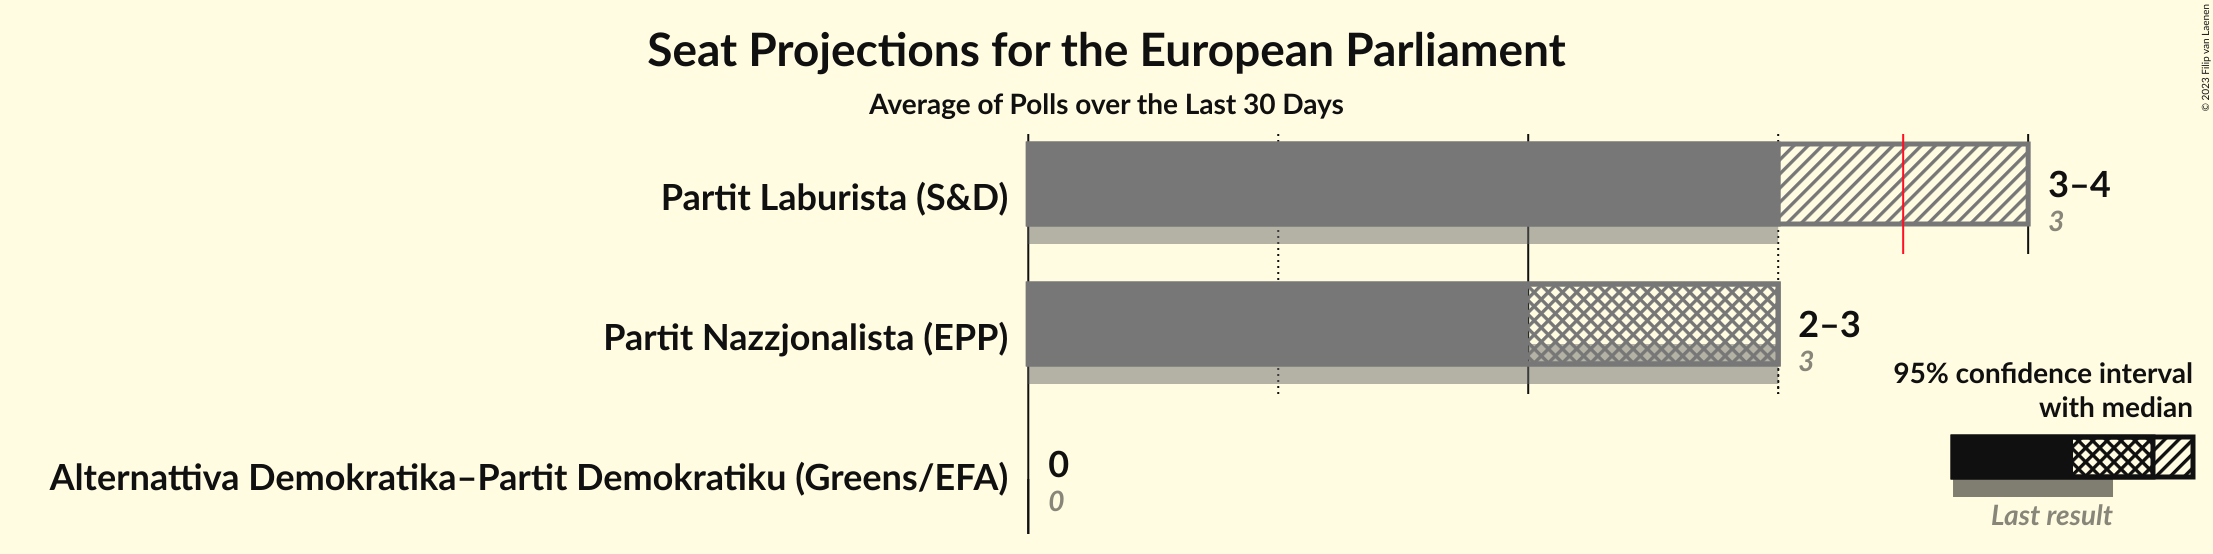 Seat Projections for the European Parliament
Average of Polls over the Last 30 Days
© 2023 Filip van Laenen
Partit Laburista (S&D)
3–4
3
Partit Nazzjonalista (EPP)
2–3
3
Alternattiva Demokratika–Partit Demokratiku (Greens/EFA)
0
0
95% confidence interval
with median
Last result